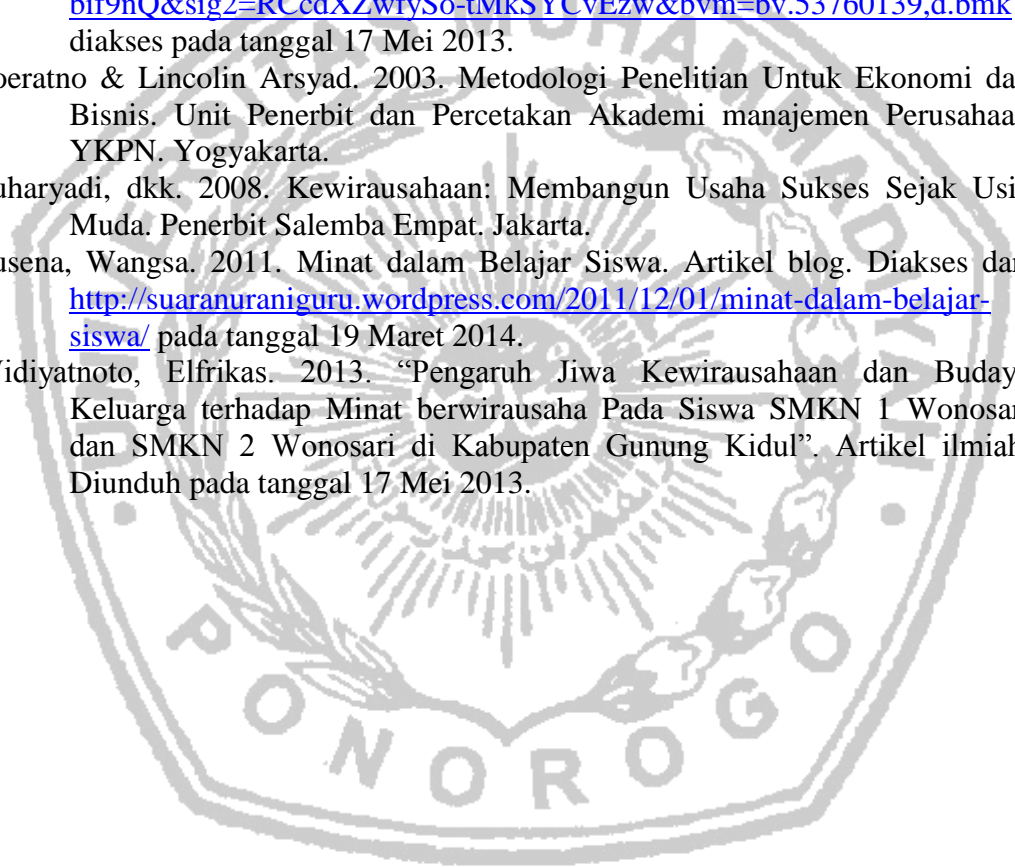 bif9nQ&sig2=RCcdXZwfySo-tMkSYCvEzw&bvm=bv.53760139,d.bmk
diakses pada tanggal 17 Mei 2013.
oeratno & Lincolin Arsyad. 2003. Metodologi Penelitian Untuk Ekonomi da
Bisnis. Unit Penerbit dan Percetakan Akademi manajemen Perusahaa
YKPN. Yogyakarta.
uharyadi, dkk. 2008. Kewirausahaan: Membangun Usaha Sukses Sejak Usi
Muda. Penerbit Salemba Empat. Jakarta.
usena, Wangsa. 2011. Minat dalam Belajar Siswa. Artikel blog. Diakses dar
http://suaranuraniguru.wordpress.com/2011/12/01/minat-dalam-belajar-
siswa/ pada tanggal 19 Maret 2014.
Vidiyatnoto, Elfrikas. 2013. “Pengaruh Jiwa Kewirausahaan dan Buday
Keluarga terhadap Minat berwirausaha Pada Siswa SMKN 1 Wonosar
dan SMKN 2 Wonosari di Kabupaten Gunung Kidul”. Artikel ilmiah
Diunduh pada tanggal 17 Mei 2013.
PONOROGO